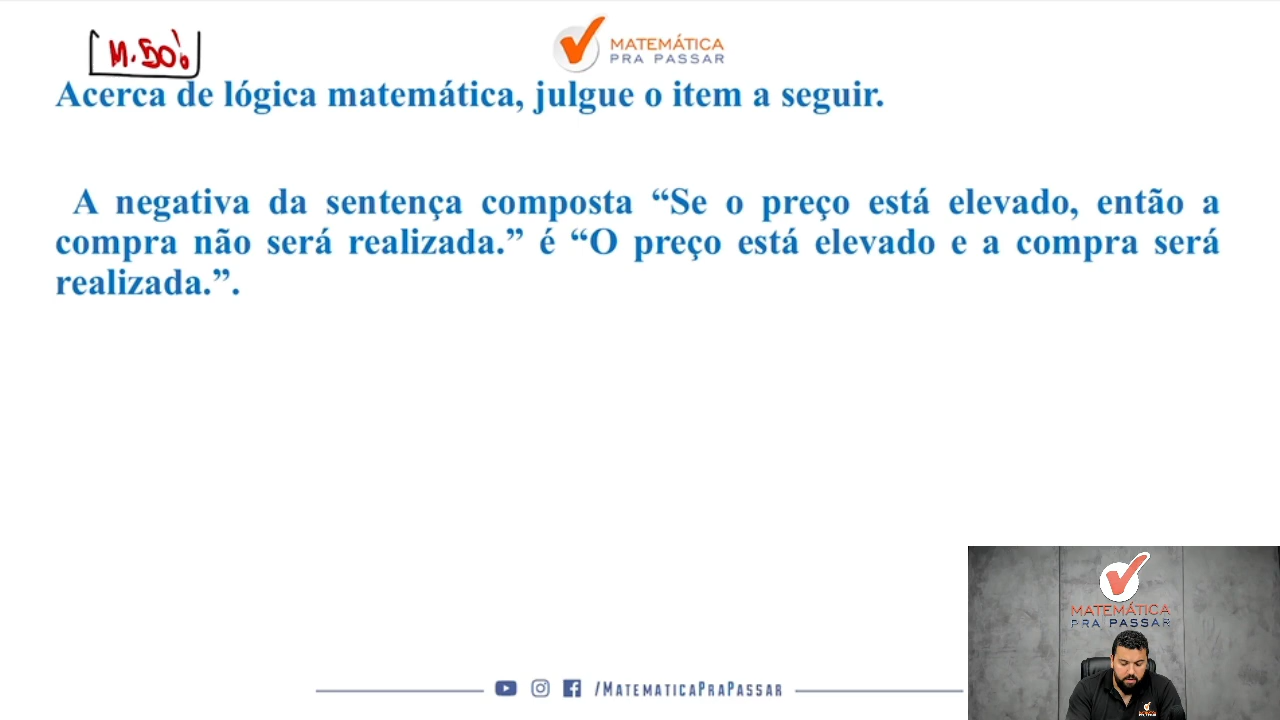 M.50%
MATEMÁTICA
PRA PASSAR
Acerca de lógica matemática, julgue o item a seguir.
A negativa da sentença composta “Se o preço está elevado, então a
compra não será realizada.” é “O preço está elevado e a compra será
realizada.”.
MATEMÁTICA
PRA PASSAR
/MATEMATICAPRAPASSAR